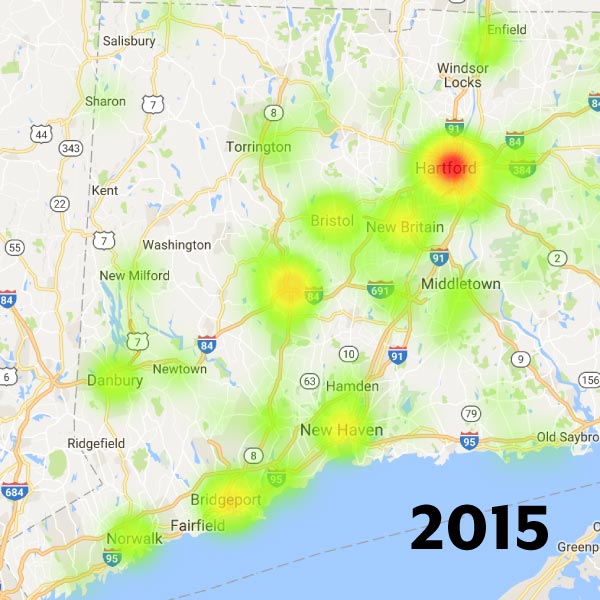 Enfield
Salisbury
Windsor
Locks
Sharon
7
84
44
8
91
343
84
Torrington
Hartford
384
Kent
22
Bristol
New Britain
7
Washington
55
91
2
New Milford
Middletown
84
84
691
7
84
10
91
9
6
Danbury
Newtown
63
Hamden
156
79
New Haven
Ridgefield
95
Old Saybro
8
95
684
Bridgeport
Fairfield
2015
Norwalk
95
Greenp